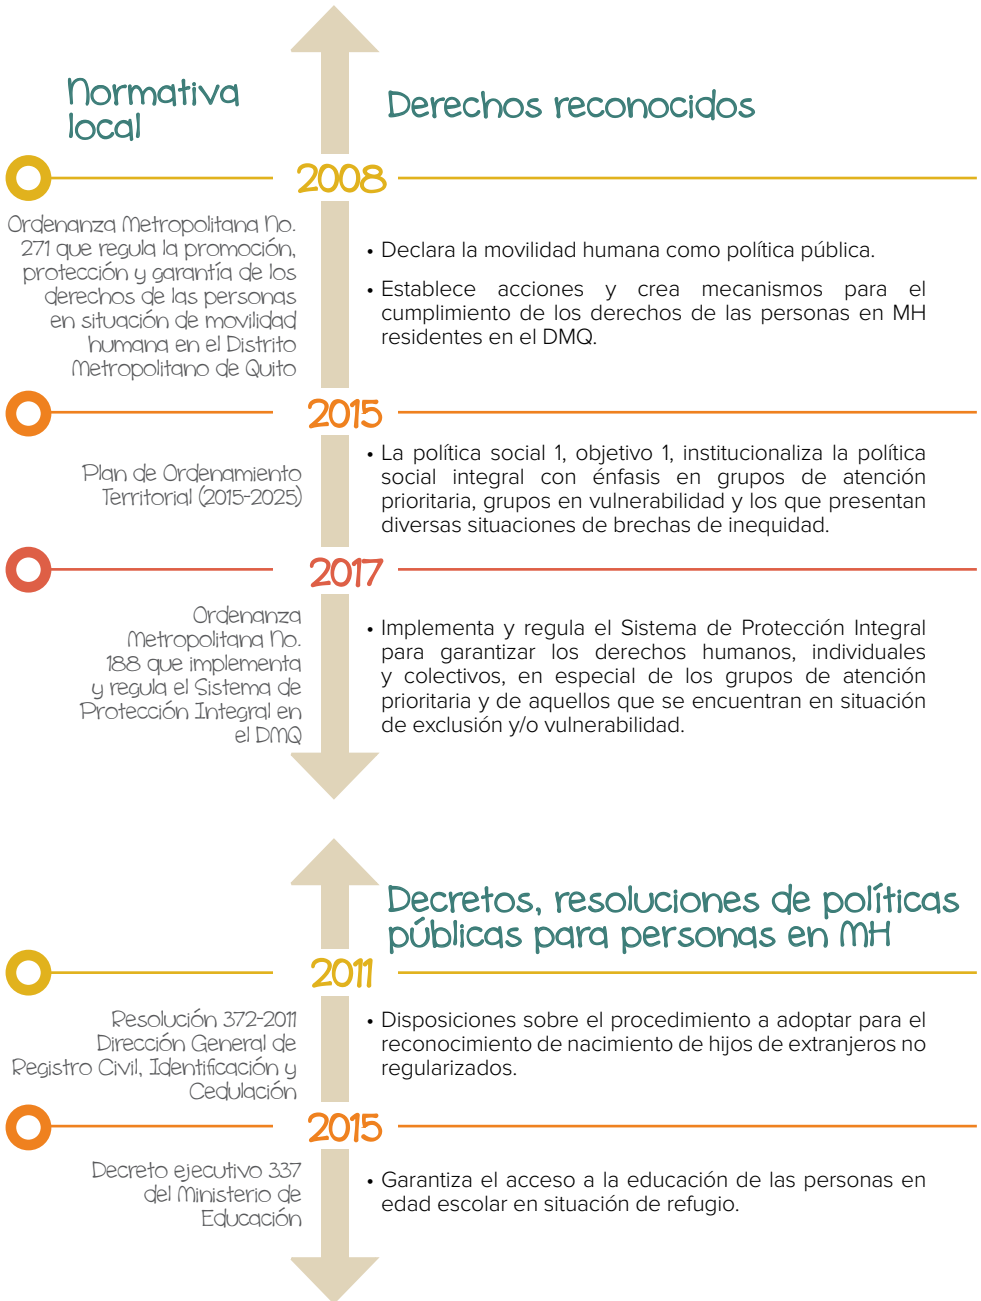 Normativa
local
Derechos reconocidos
2008
Ordenanza Metropolitana No.
271 que regula la promoción,
protección y garantía de los
derechos de las personas
en situación de movilidad
humana en el Distrito
Metropolitano de Quito
• Declara la movilidad humana como política pública.
• Establece acciones y crea mecanismos para el
cumplimiento de los derechos de las personas en MH
residentes en el DMQ.
2015
Plan de Ordenamiento
Territorial (2015-2025)
• La política social 1, objetivo 1, institucionaliza la política
social integral con énfasis en grupos de atención
prioritaria, grupos en vulnerabilidad y los que presentan
diversas situaciones de brechas de inequidad.
2017
Ordenanza
Metropolitana No.
188 que implementa
y regula el Sistema de
Protección Integral en
el DMQ
• Implementa y regula el Sistema de Protección Integral
para garantizar los derechos humanos, individuales
y colectivos, en especial de los grupos de atención
prioritaria y de aquellos que se encuentran en situación
de exclusión y/o vulnerabilidad.
Decretos, resoluciones de políticas
públicas para personas en MH
2011
Resolución 372-2011
Dirección General de
Registro Civil, Identificación y
Cedulación
• Disposiciones sobre el procedimiento a adoptar para el
reconocimiento de nacimiento de hijos de extranjeros no
regularizados.
2015
Decreto ejecutivo 337
del Ministerio de
Educación
• Garantiza el acceso a la educación de las personas en
edad escolar en situación de refugio.